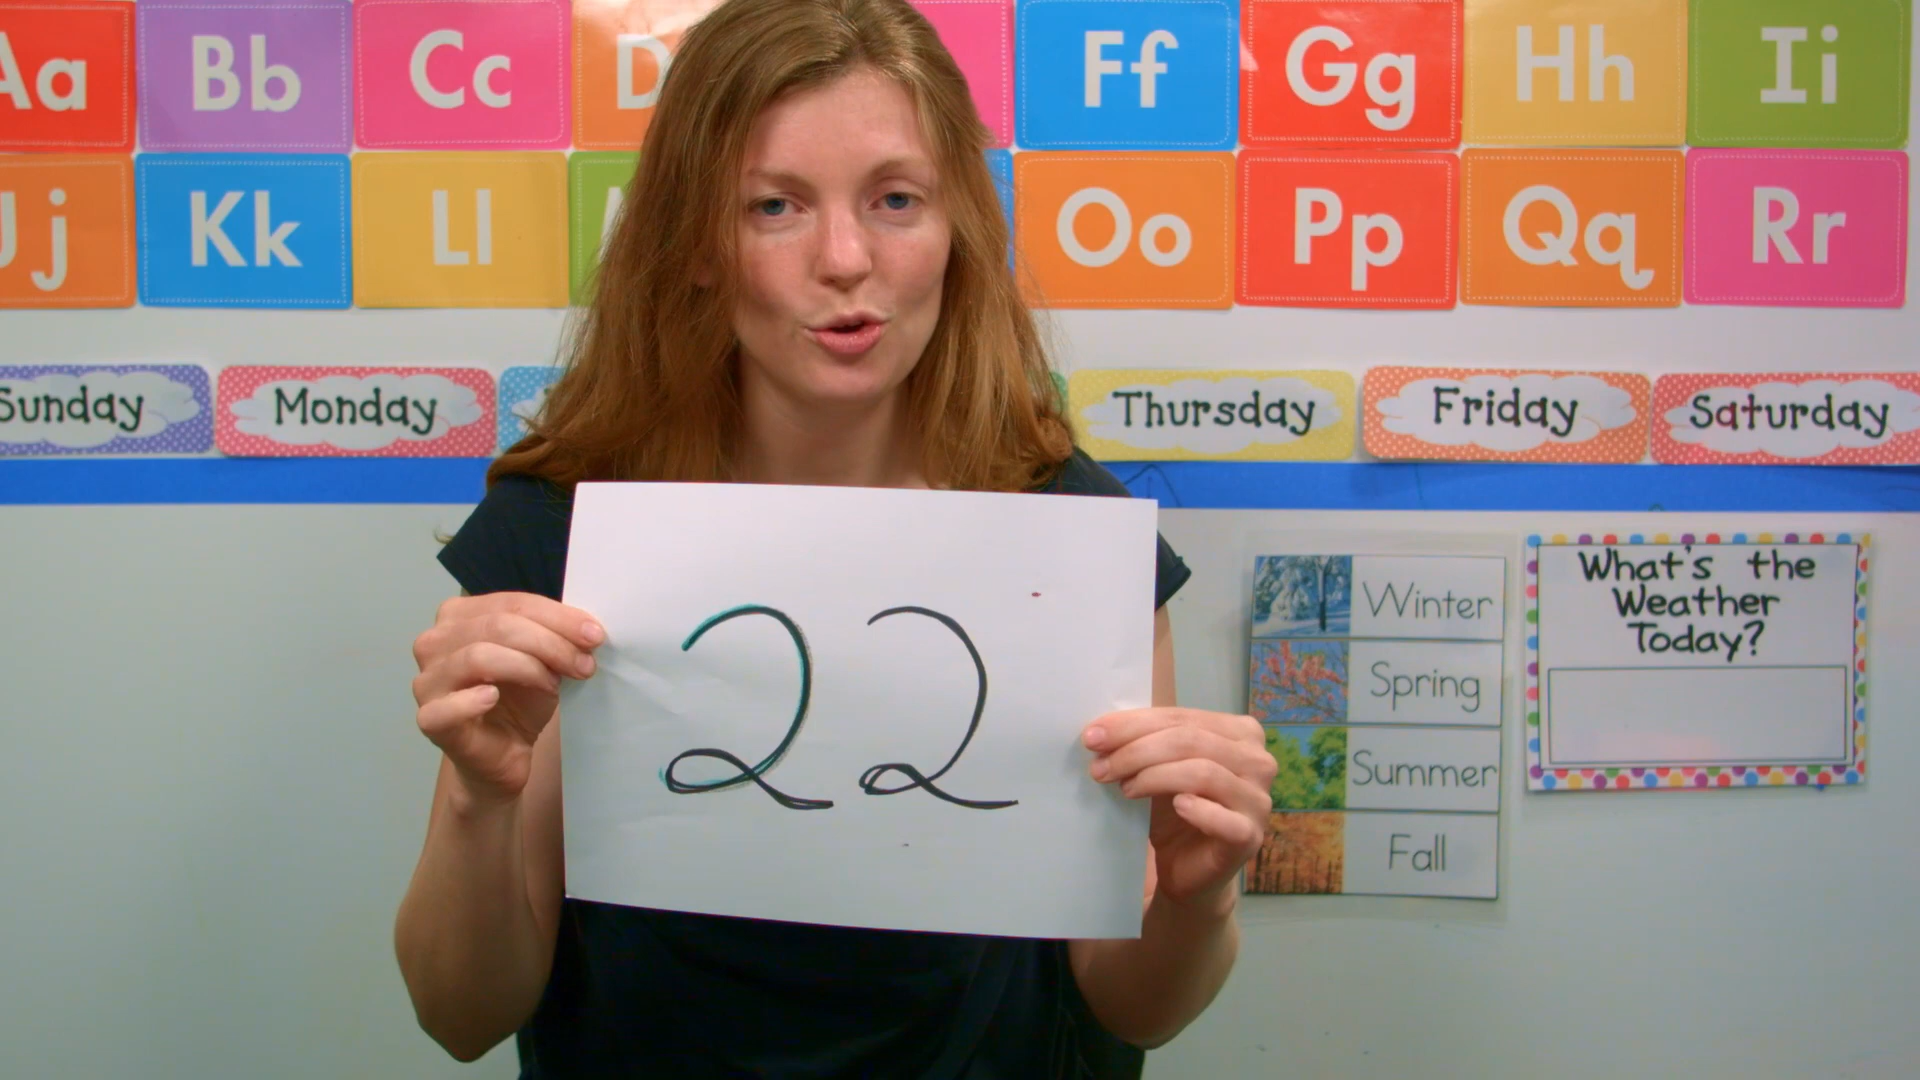 Aa Bb Cc D Ff Gg Hh Ii
Jj Kk Ll Oo Pp Qq Rr
Sunday Monday Thursday Friday Saturday
22
Winter
Spring
Summer
Fall
What's the
Weather
Today?